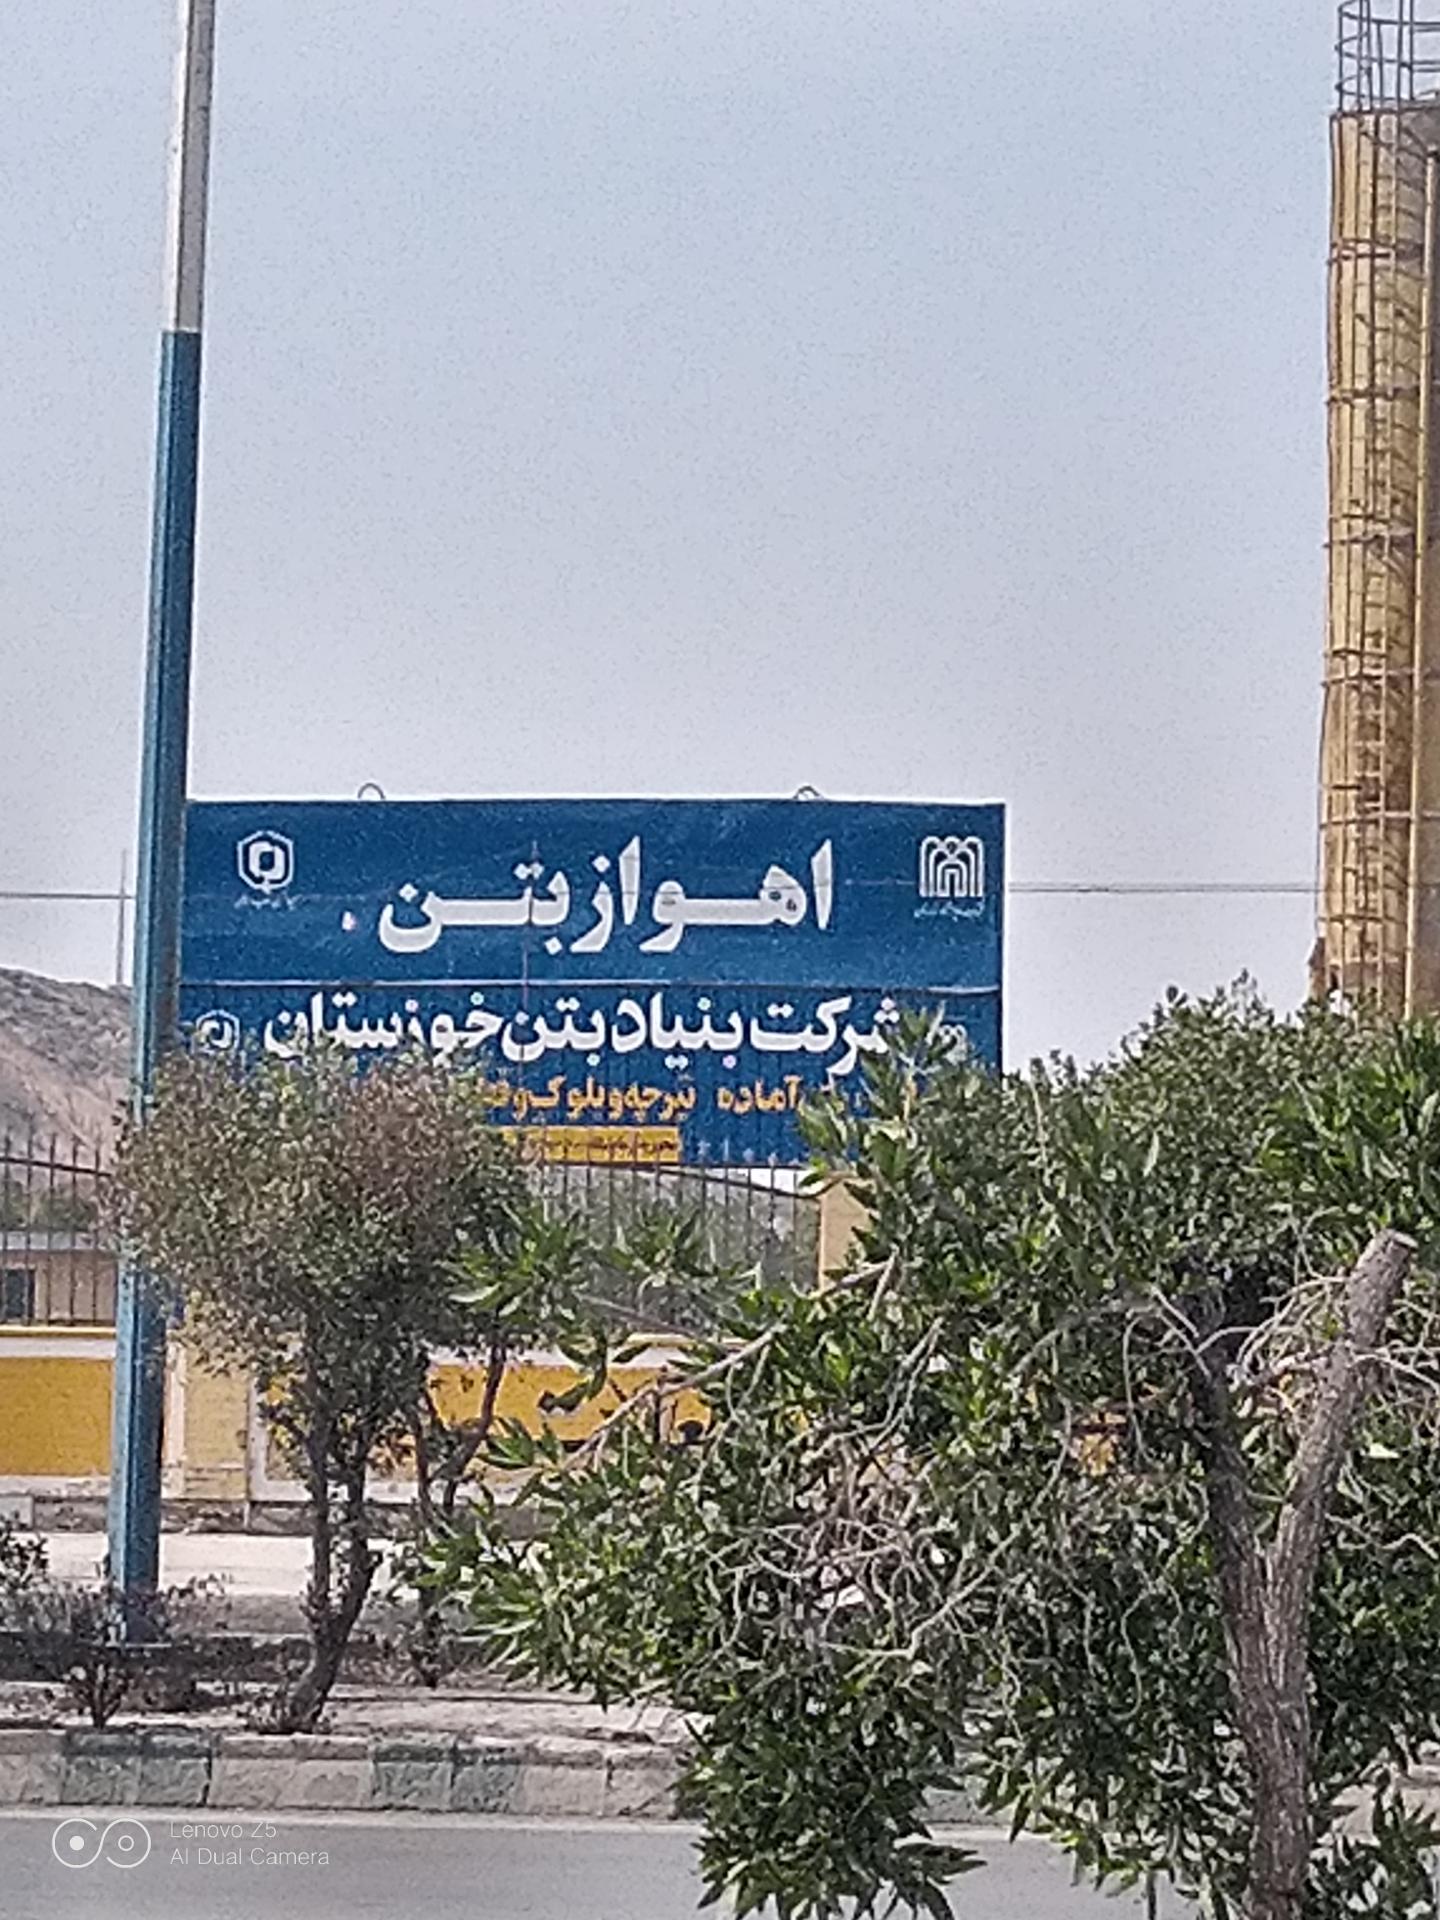 اهواز بتن
شرکت بنیاد بتن خوزستان
آماده تیرچه و بلوک و
Lenovo Z5
AI Dual Camera